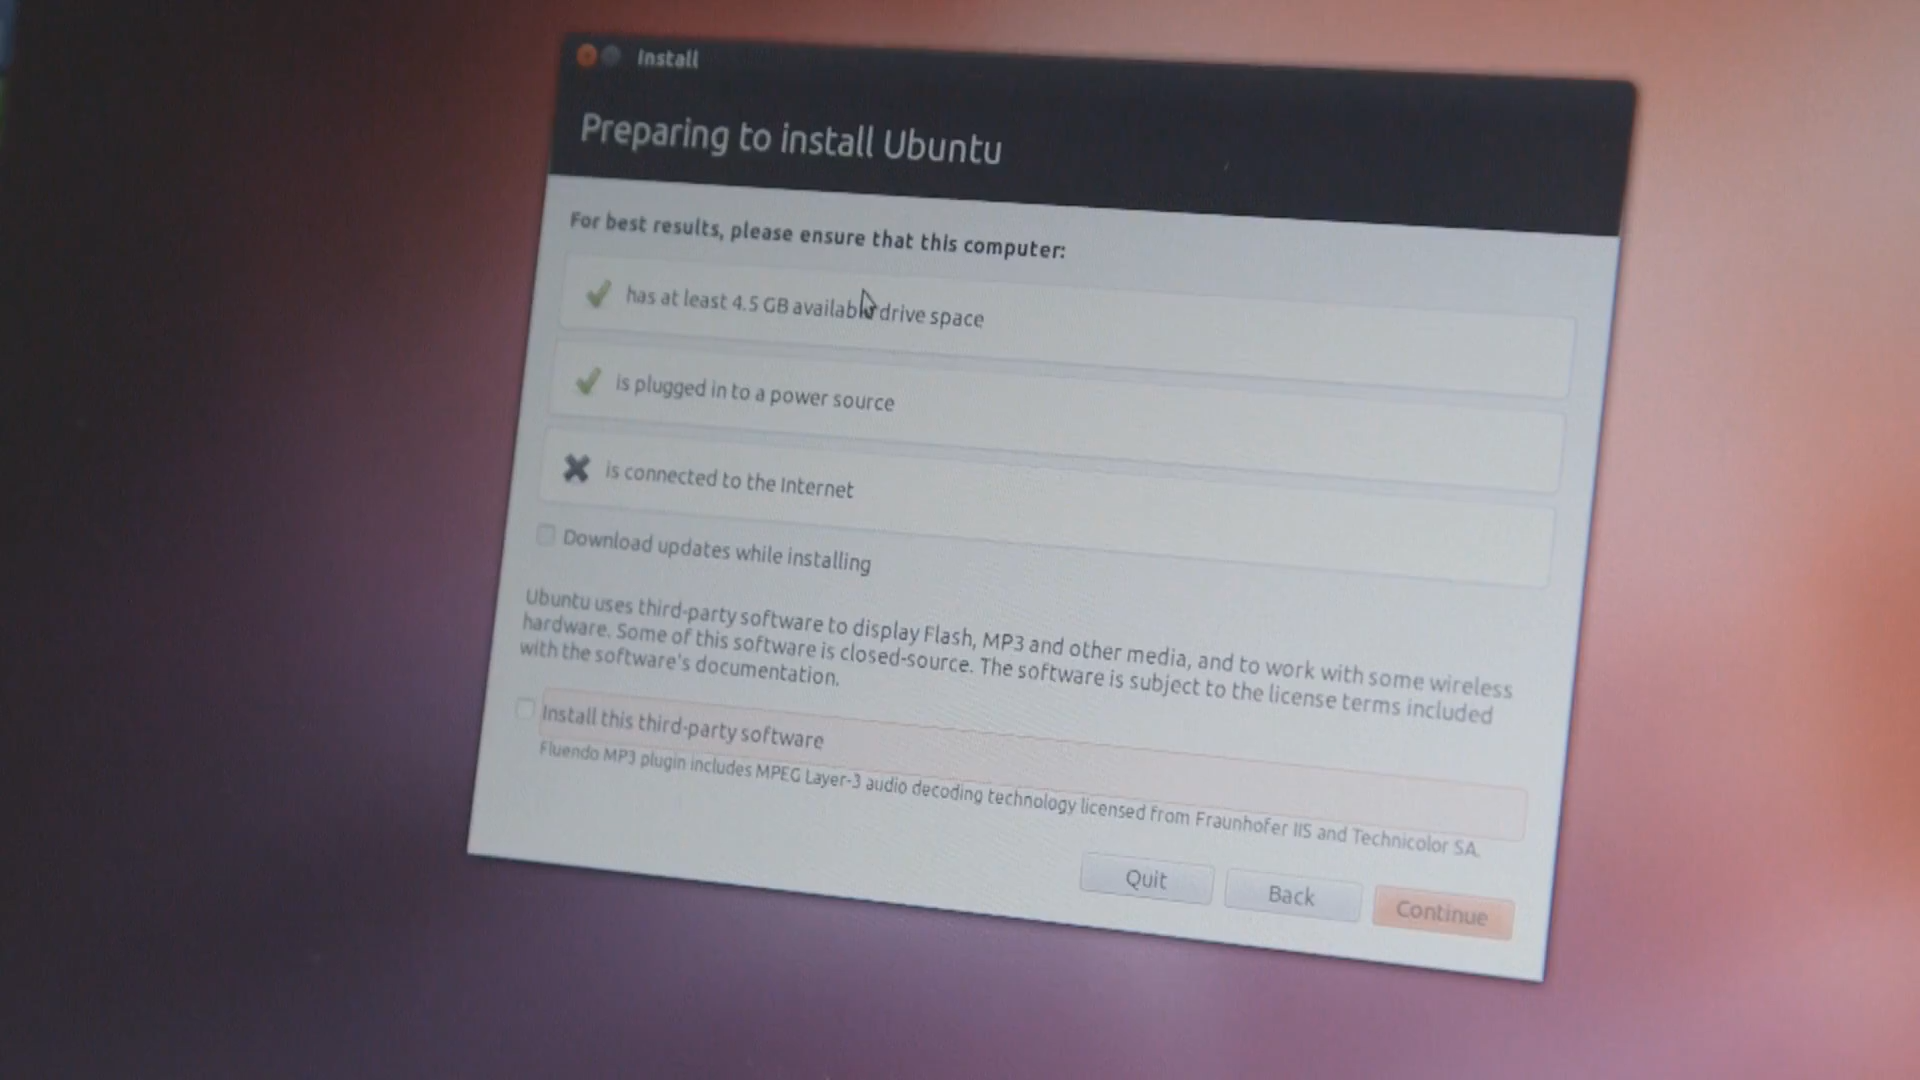 Install
Preparing to install Ubuntu
For best results, please ensure that this computer:
has at least 4.5 GB available drive space
is plugged in to a power source
is connected to the Internet
Download updates while installing
Ubuntu uses third-party software to display Flash, MP3 and other media, and to work with some wireless
hardware. Some of this software is closed-source. The software is subject to the license terms included
with the software's documentation.
Install this third-party software
Fluendo MP3 plugin includes MPEG Layer-3 audio decoding technology licensed from Fraunhofer IIS and Technicolor SA.
Quit
Back
Continue